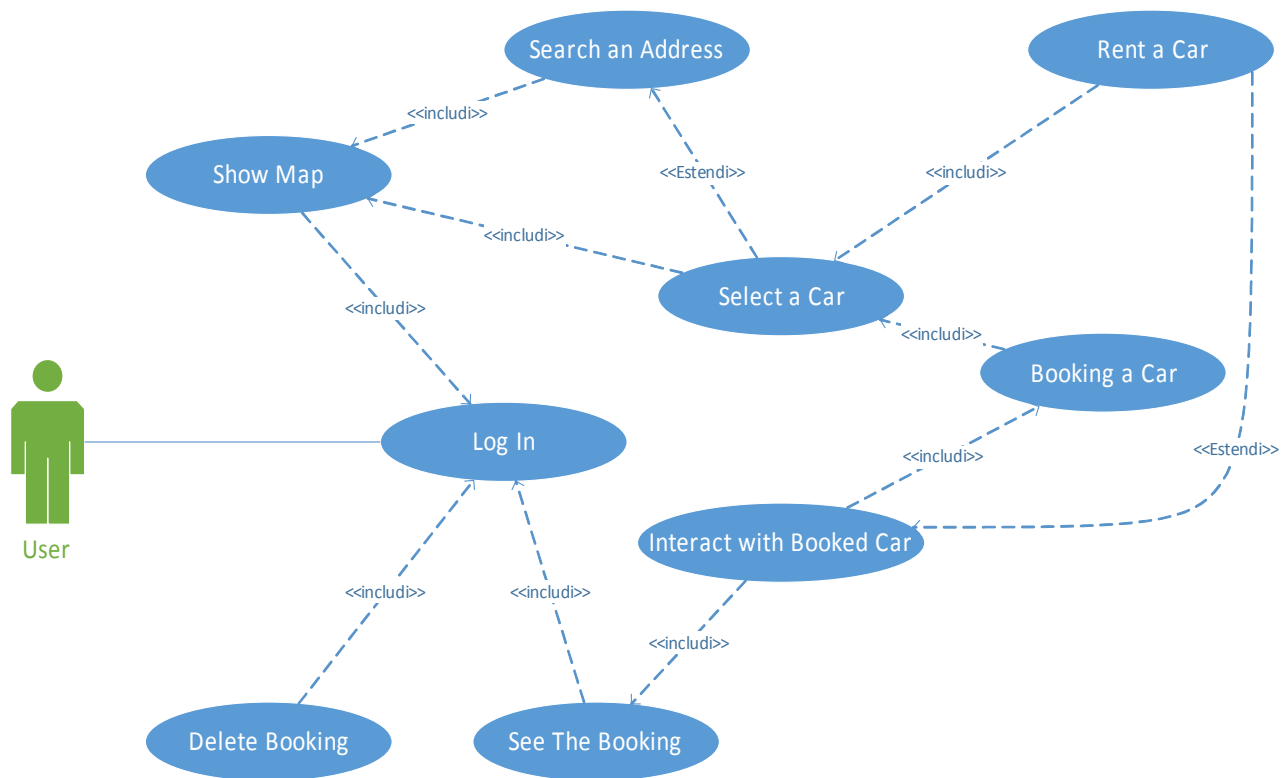 Search an Address
Rent a Car
<<includi>>
Show Map
<<Estendi>>
<<includi>>
<<includi>>
Select a Car
<<includi>>
<<includi>>
Booking a Car
Log In
<<includi>>
<<Estendi>>
User
Interact with Booked Car
<<includi>>
<<includi>>
<<includi>>
Delete Booking
See The Booking